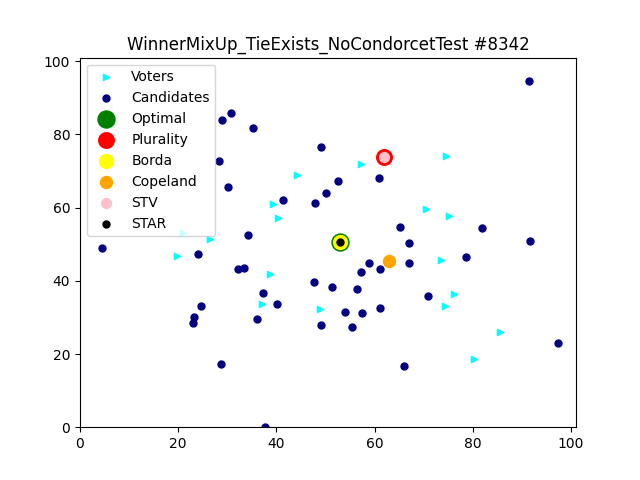 WinnerMixUp_TieExists_NoCondorcetTest #8342
100
80
60
40
20
0
Voters
Candidates
Optimal
Plurality
Borda
Copeland
STV
STAR
0 20 40 60 80 100